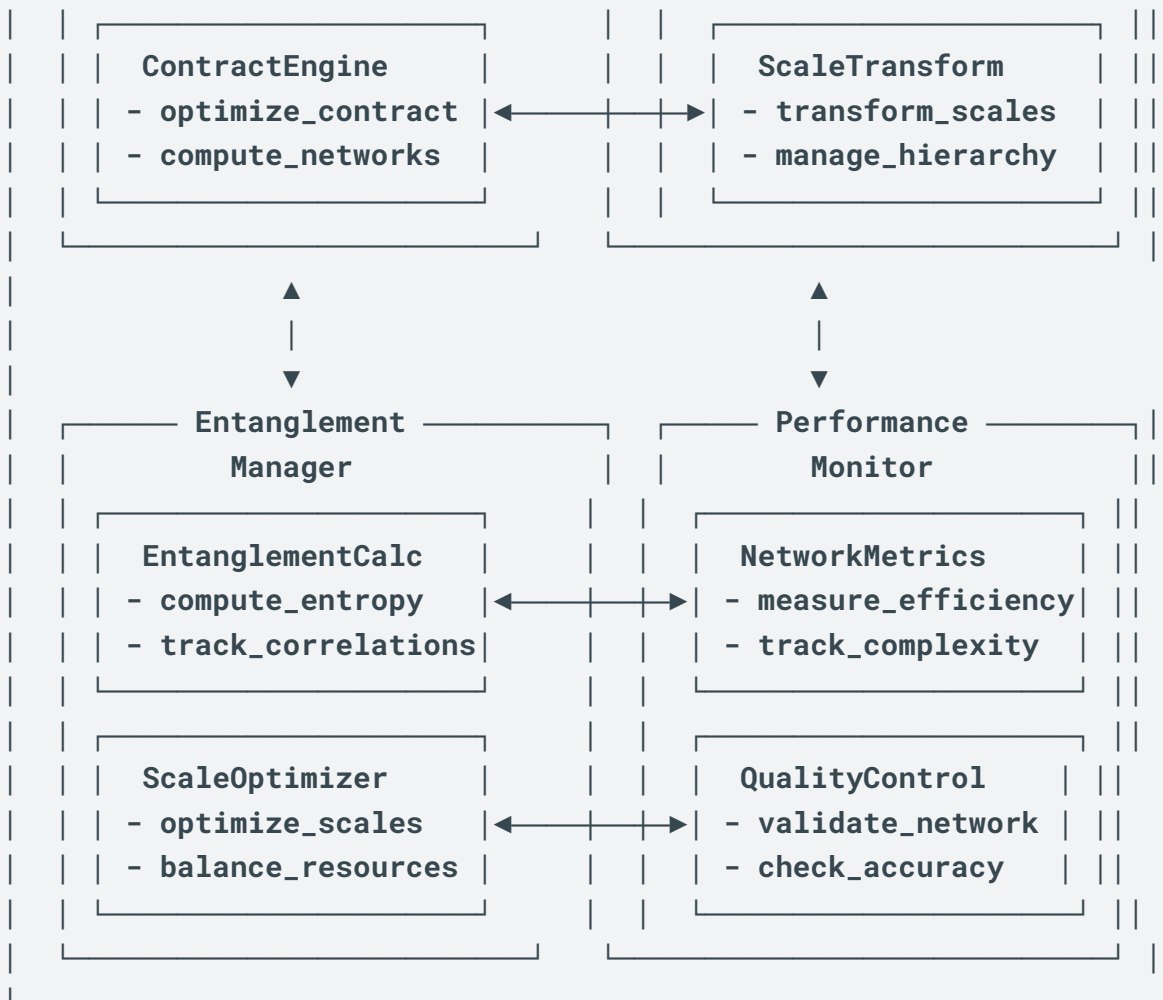 ContractEngine ScaleTransform
- optimize_contract - transform_scales
- compute_networks - manage_hierarchy
Entanglement Performance
Manager Monitor
EntanglementCalc NetworkMetrics
- compute_entropy - measure_efficiency
- track_correlations - track_complexity
ScaleOptimizer QualityControl
- optimize_scales - validate_network
- balance_resources - check_accuracy